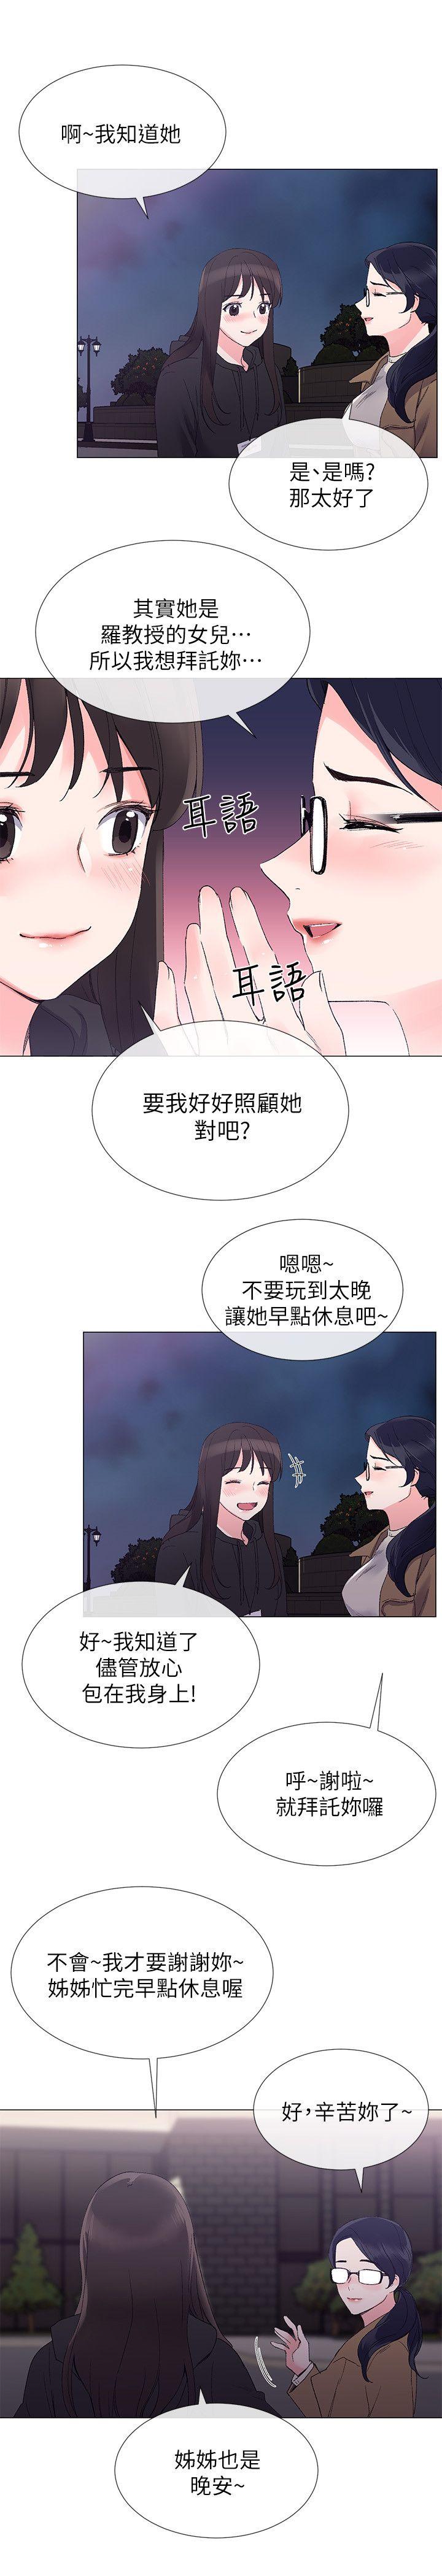 啊~我知道她
是、是嗎?
那太好了
其實她是
羅教授的女兒…
所以我想拜託妳…
耳語
耳語
要我好好照顧她
對吧?
嗯嗯~
不要玩到太晚
讓她早點休息吧~
好~我知道了
儘管放心
包在我身上!
呼~謝啦~
就拜託妳囉
不會~我才要謝謝妳~
姊姊忙完早點休息喔
好,辛苦妳了~
姊姊也是
晚安~